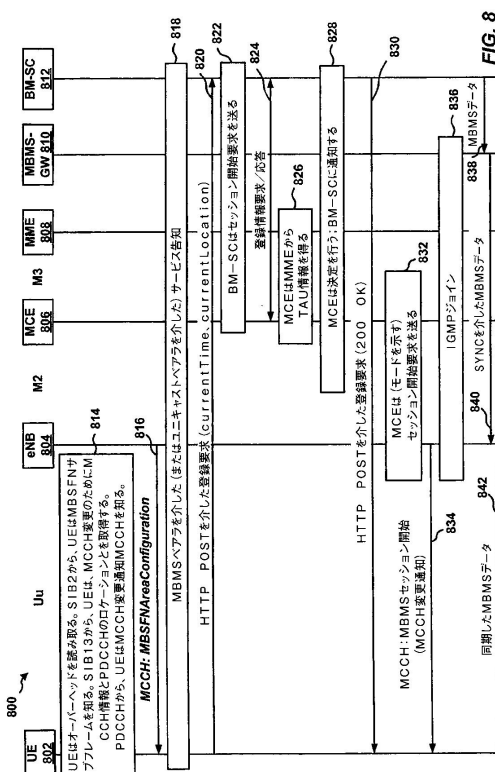 800
UE
802
Uu
eNB
804
M2
MCE
806
M3
MME
808
MBMS-
GW 810
BM-SC
812
814
UEはオーバーヘッドを読み取る。SIB2から、UEはMBSFNサ
ブフレームを知る。SIB13から、UEは、MCCH変更のためにM
CCH情報とPDCCHのロケーションとを取得する。
PDCCHから、UEはMCCH変更通知MCCHを知る。
816
MCCH: MBSFNAreaConfiguration
MBMSベアラを介した(またはユニキャストベアラを介した)サービス告知
818
HTTP POSTを介した登録要求(currentTime、currentLocation)
820
BM-SCはセッション開始要求を送る
822
登録情報要求/応答
824
MCEはMMEから
TAU情報を得る
826
MCEは決定を行う:BM-SCに通知する
828
HTTP POSTを介した登録要求(200 OK)
830
MCEは(モードを示す)
セッション開始要求を送る
832
MCCH:MBMSセッション開始
(MCCH変更通知)
834
IGMPジョイン
836
MBMSデータ
838
SYNCを介したMBMSデータ
840
同期したMBMSデータ
842
FIG. 8